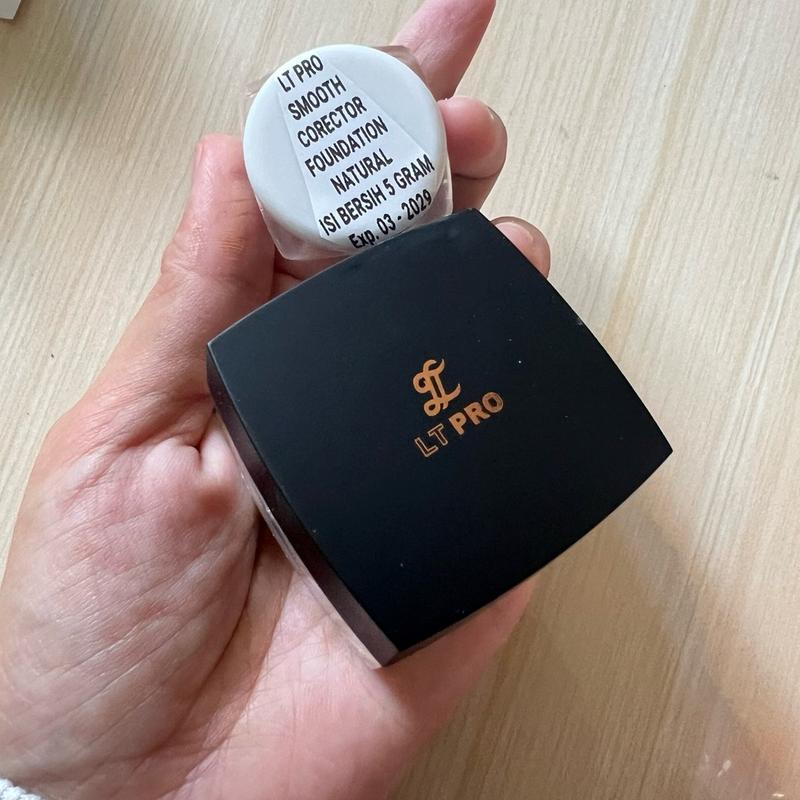 LT PRO
SMOOTH
CORECTOR
FOUNDATION
NATURAL
ISI BERSIH 5 GRAM
Exp. 03 - 2029
LT PRO